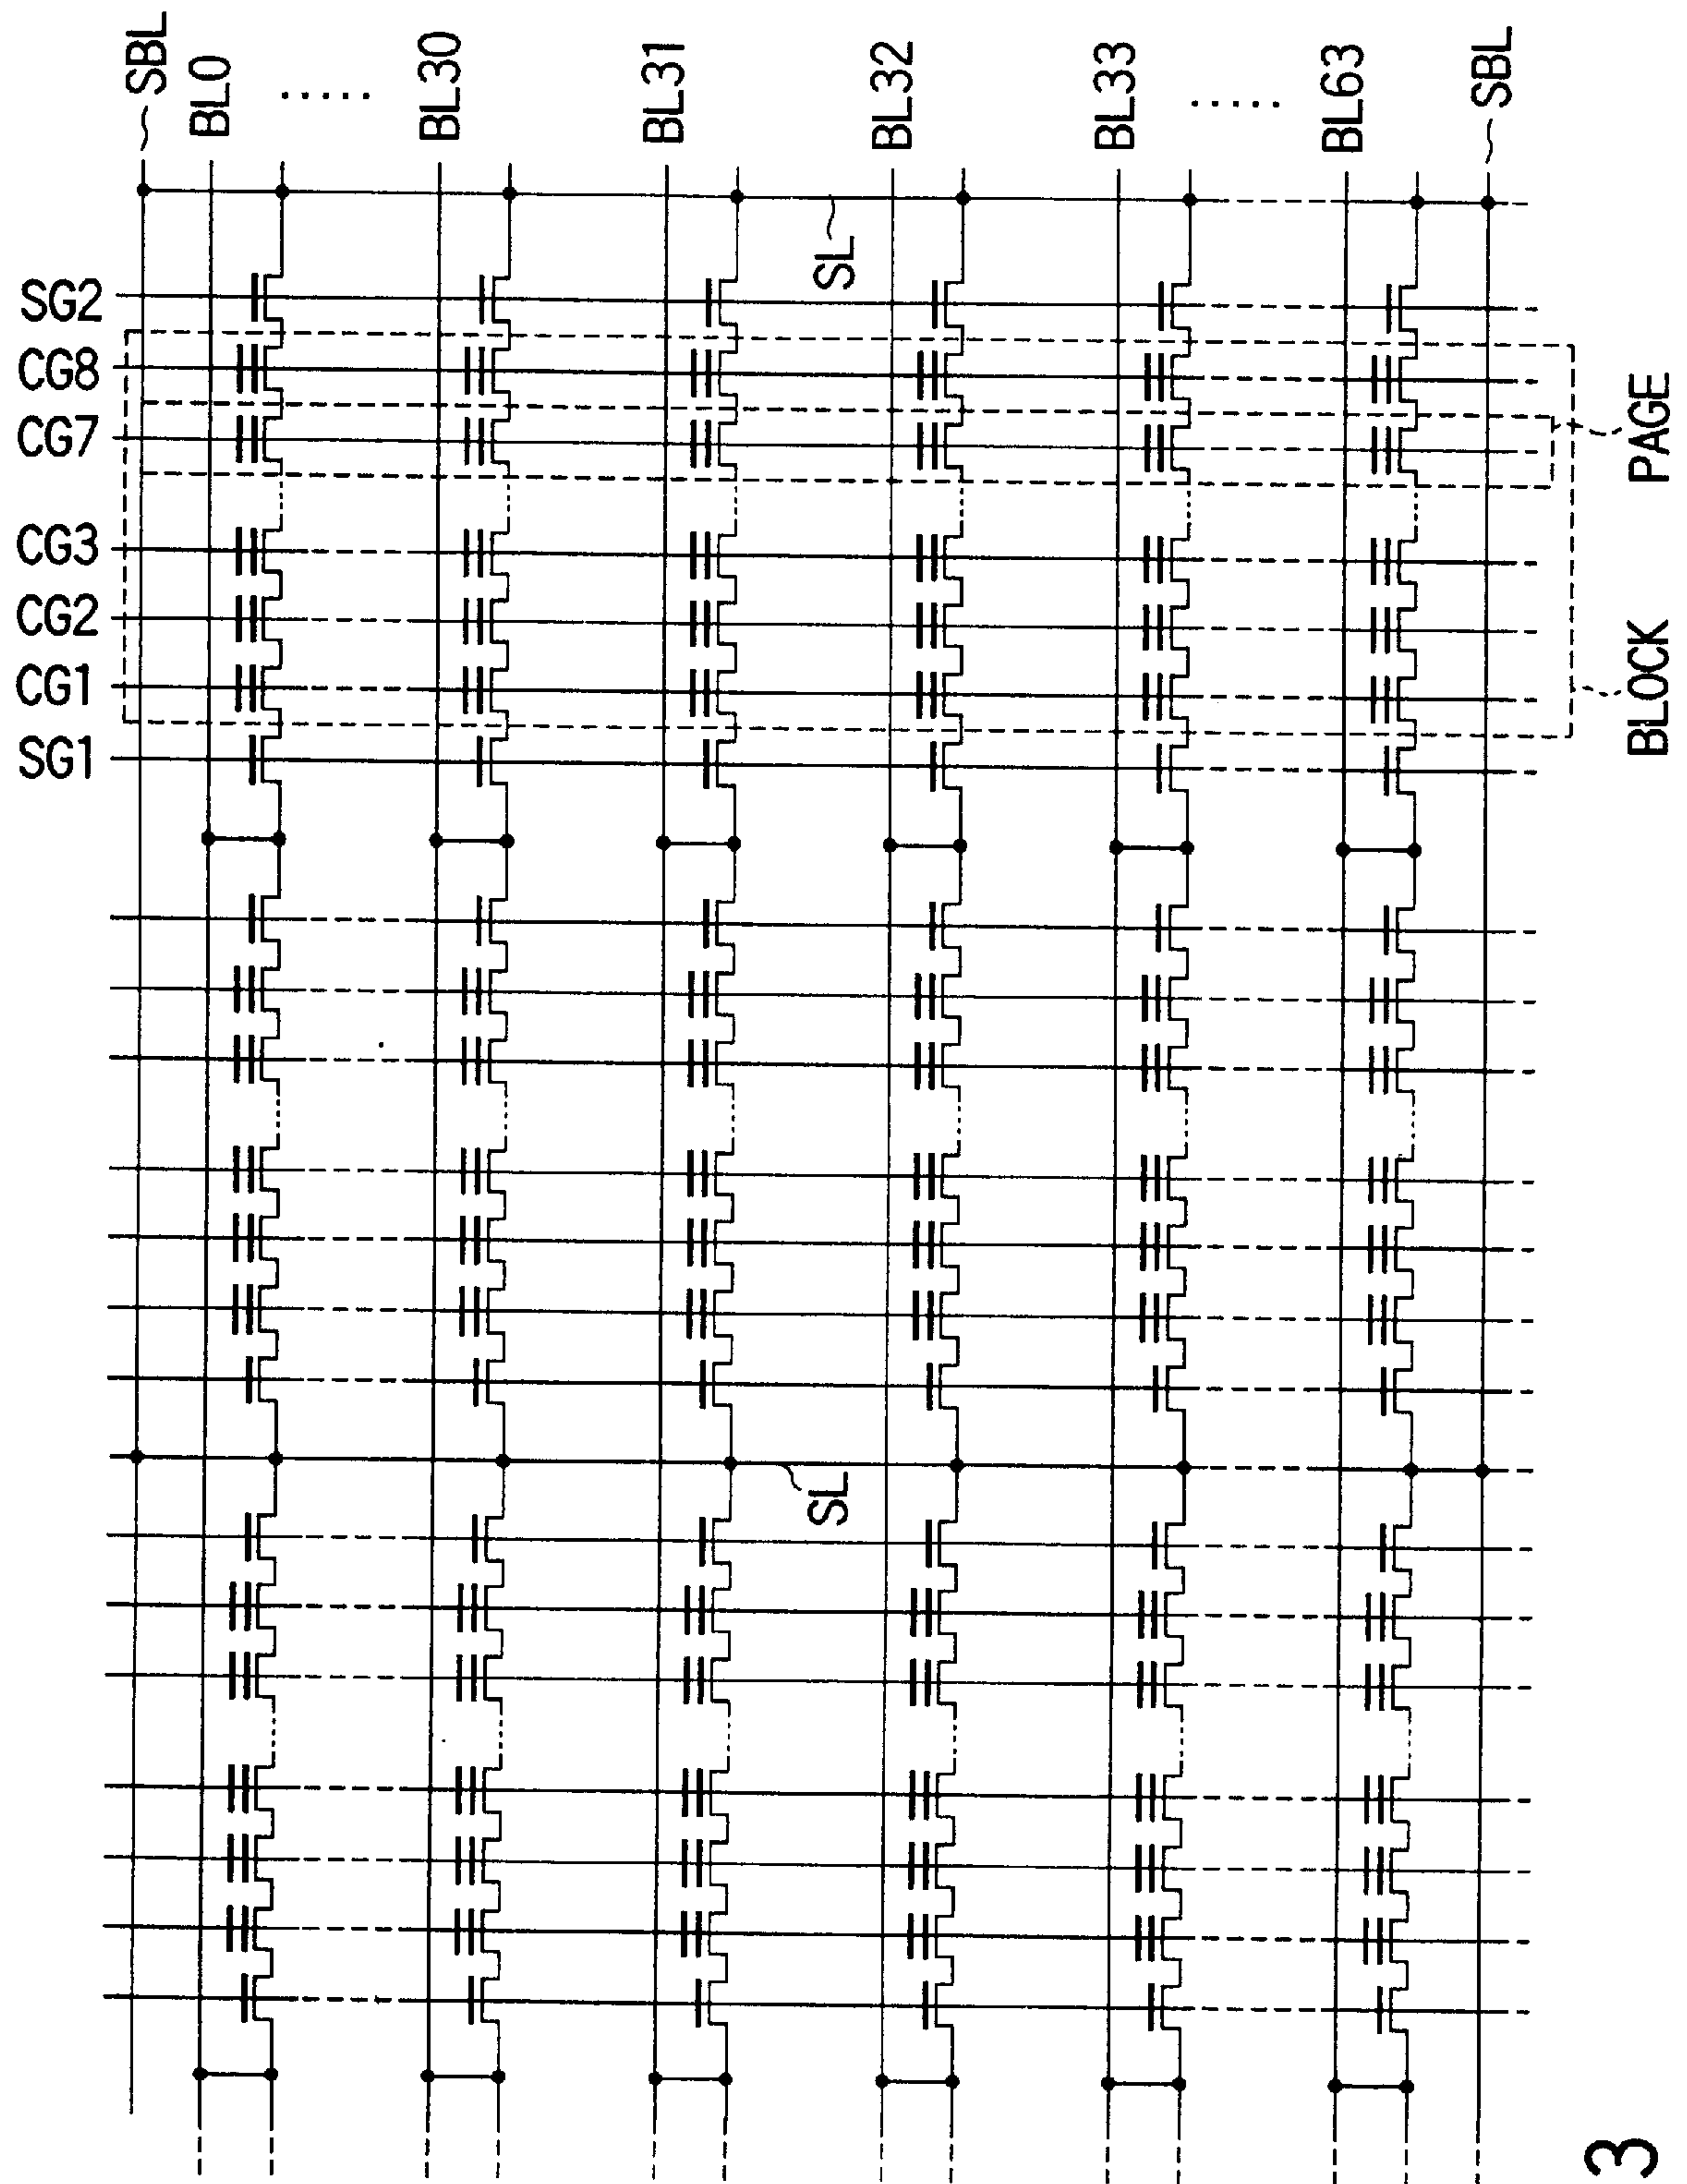 SBL
BL0
.....
BL30
BL31
BL32
BL33
.....
BL63
SBL
SG2
CG8
CG7
CG3
CG2
CG1
SG1
SL
SL
PAGE
BLOCK
3